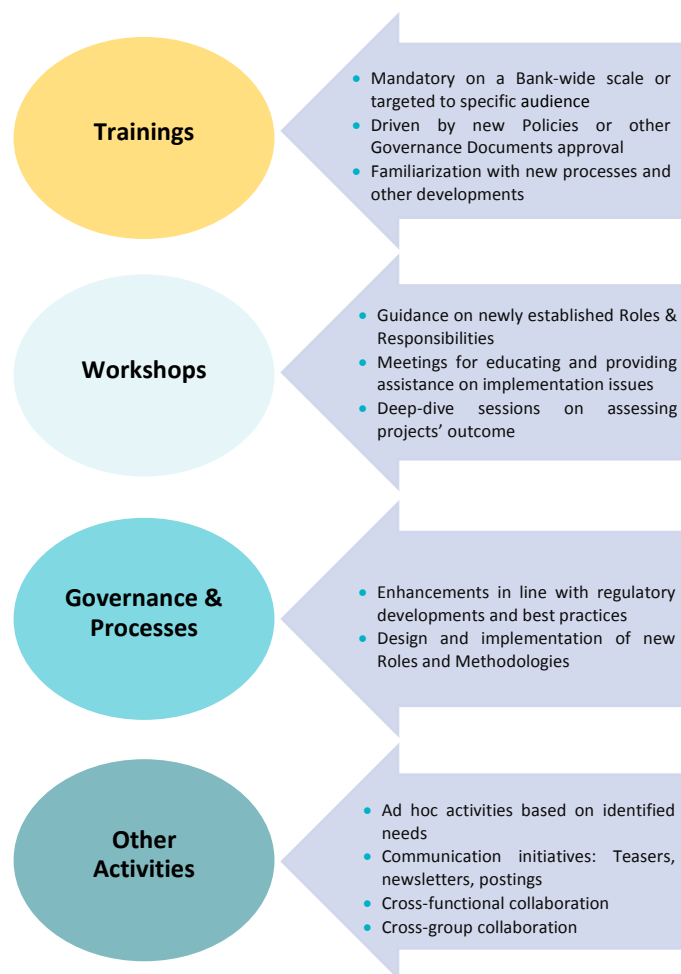 Trainings
• Mandatory on a Bank-wide scale or
targeted to specific audience
• Driven by new Policies or other
Governance Documents approval
• Familiarization with new processes and
other developments
Workshops
• Guidance on newly established Roles &
Responsibilities
• Meetings for educating and providing
assistance on implementation issues
• Deep-dive sessions on assessing
projects’ outcome
Governance &
Processes
• Enhancements in line with regulatory
developments and best practices
• Design and implementation of new
Roles and Methodologies
Other
Activities
• Ad hoc activities based on identified
needs
• Communication initiatives: Teasers,
newsletters, postings
• Cross-functional collaboration
• Cross-group collaboration